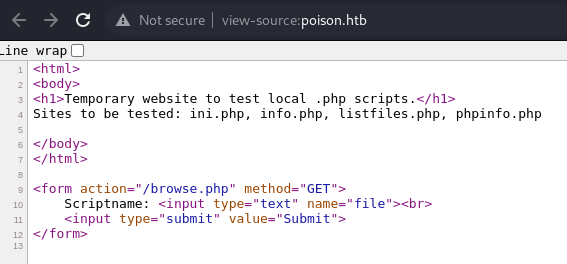 Not secure | view-source:poison.htb
Line wrap
1 <html>
2 <body>
3 <h1>Temporary website to test local .php scripts.</h1>
4 Sites to be tested: ini.php, info.php, listfiles.php, phpinfo.php
5
6 </body>
7 </html>
8
9 <form action="/browse.php" method="GET">
10     Scriptname: <input type="text" name="file"><br>
11     <input type="submit" value="Submit">
12 </form>
13